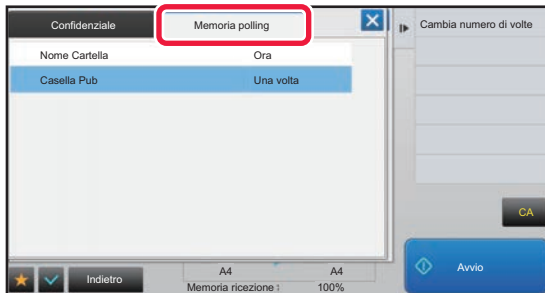 Confidenziale
Memoria polling
Cambia numero di volte
Nome Cartella
Ora
Casella Pub
Una volta
CA
Indietro
A4
A4
Avvio
Memoria ricezione :
100%